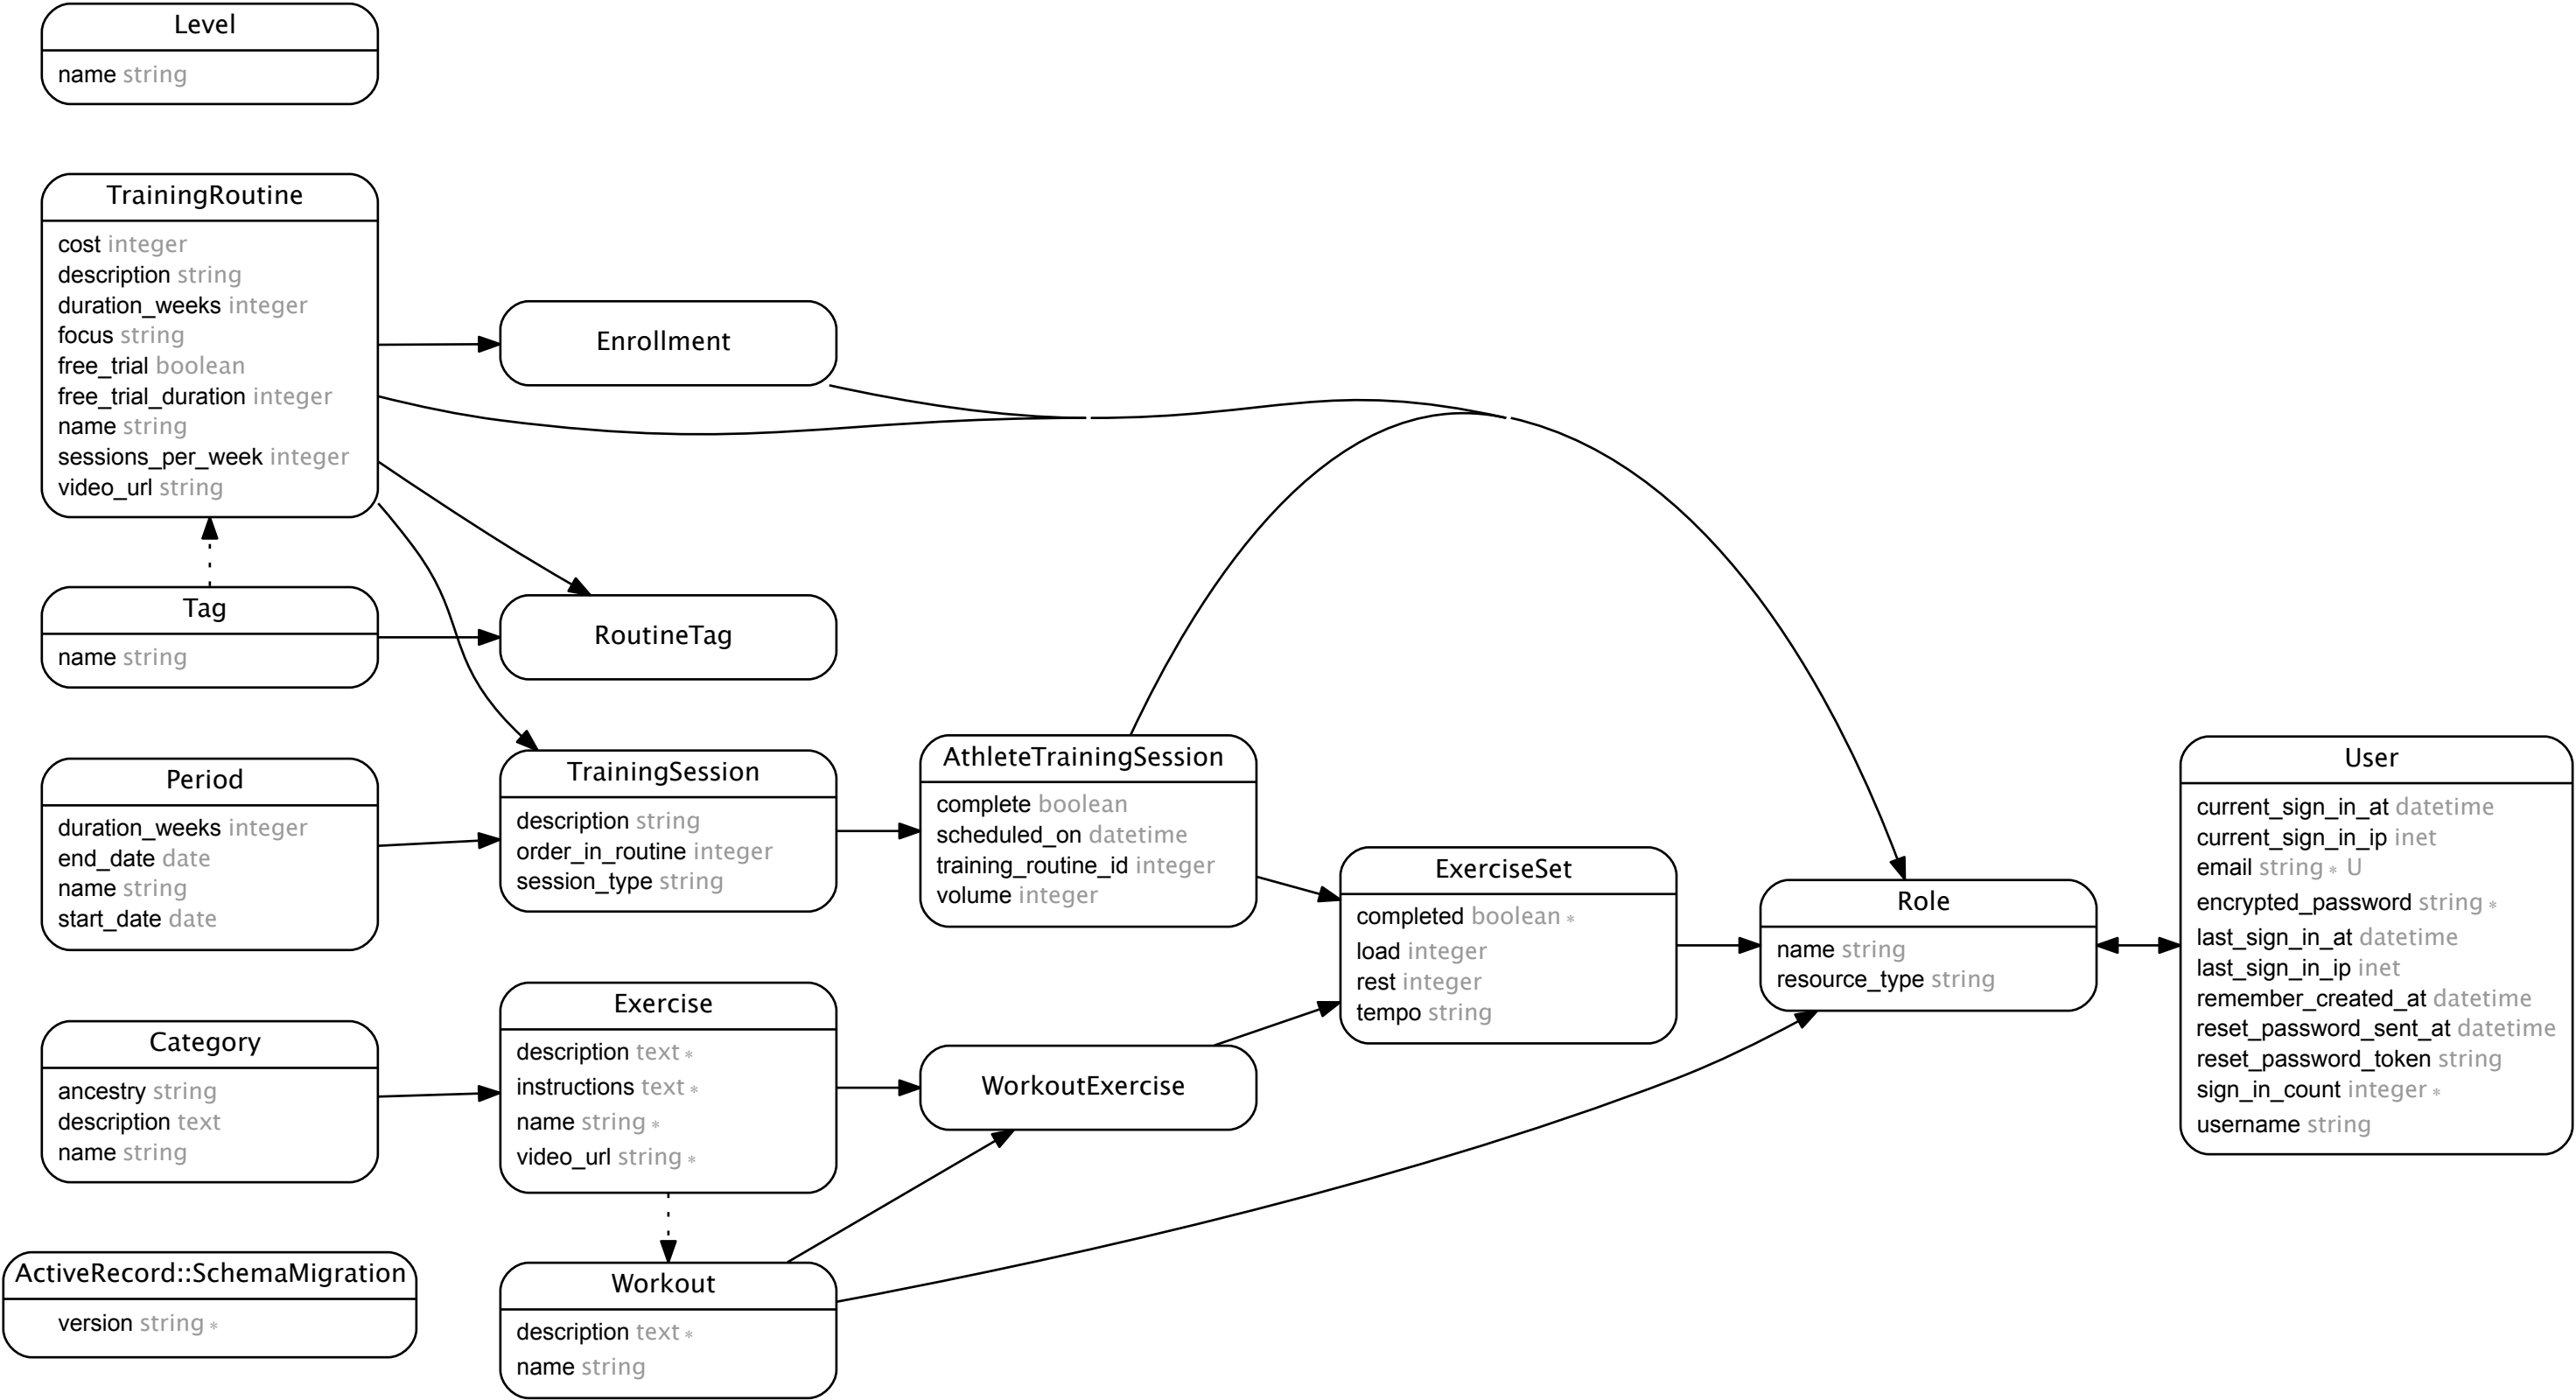 Level
name string
TrainingRoutine
cost integer
description string
duration_weeks integer
focus string
free_trial boolean
free_trial_duration integer
name string
sessions_per_week integer
video_url string
Tag
name string
Period
duration_weeks integer
end_date date
name string
start_date date
Category
ancestry string
description text
name string
ActiveRecord::SchemaMigration
version string *
Enrollment
RoutineTag
TrainingSession
description string
order_in_routine integer
session_type string
Exercise
description text *
instructions text *
name string *
video_url string *
Workout
description text *
name string
AthleteTrainingSession
complete boolean
scheduled_on datetime
training_routine_id integer
volume integer
WorkoutExercise
ExerciseSet
completed boolean *
load integer
rest integer
tempo string
Role
name string
resource_type string
User
current_sign_in_at datetime
current_sign_in_ip inet
email string * U
encrypted_password string *
last_sign_in_at datetime
last_sign_in_ip inet
remember_created_at datetime
reset_password_sent_at datetime
reset_password_token string
sign_in_count integer *
username string